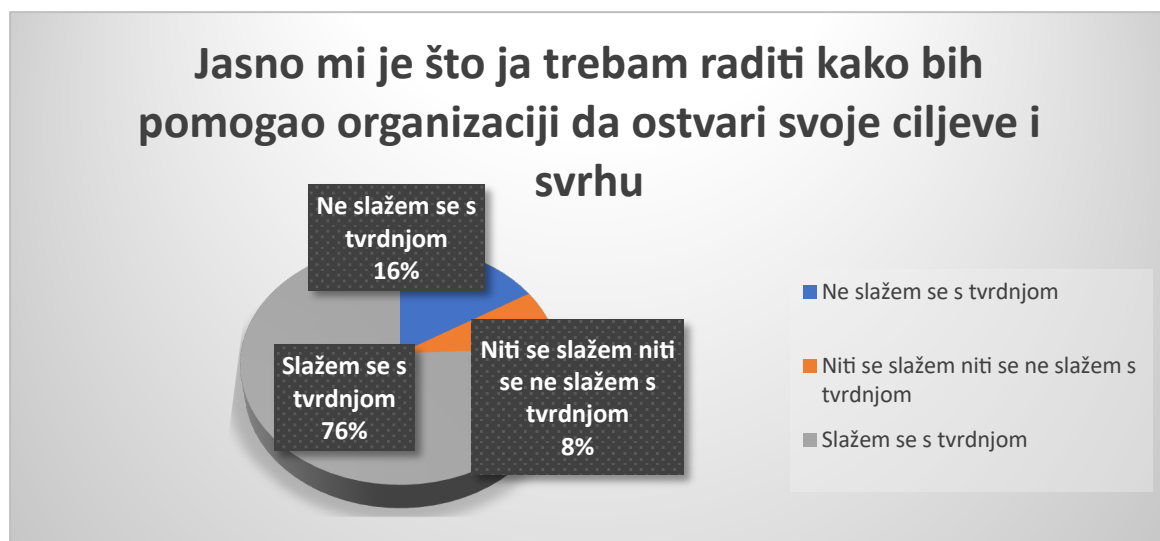 Jasno mi je što ja trebam raditi kako bih
pomogao organizaciji da ostvari svoje ciljeve i
svrhu
Ne slažem se s
tvrdnjom
16%
Niti se slažem niti
se ne slažem s
tvrdnjom
8%
Slažem se s
tvrdnjom
76%
Ne slažem se s tvrdnjom
Niti se slažem niti se ne slažem s
tvrdnjom
Slažem se s tvrdnjom